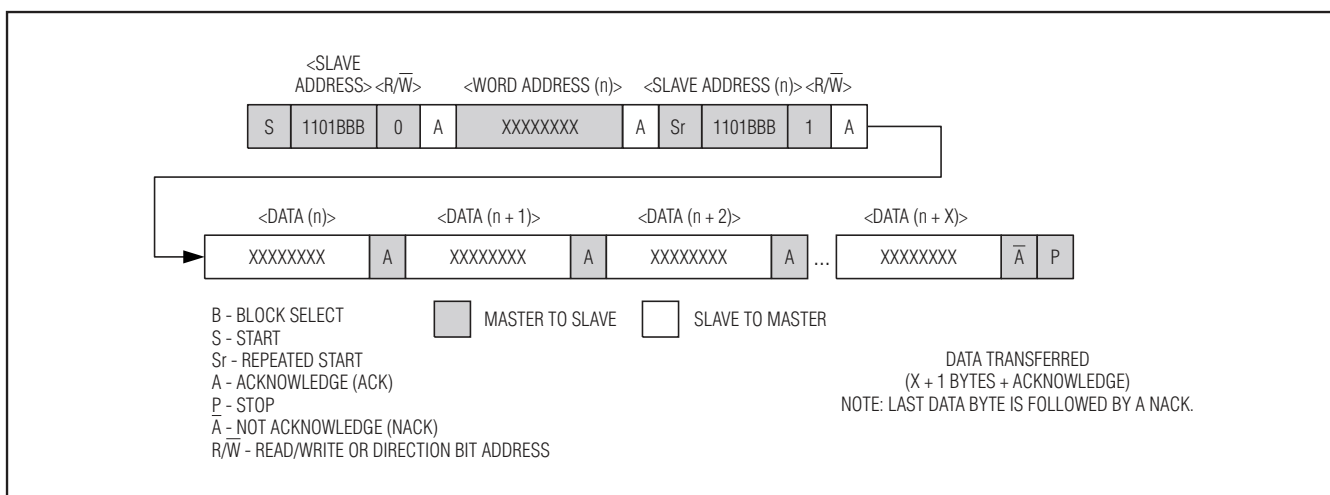 <SLAVE
ADDRESS> <R/W̅> <WORD ADDRESS (n)> <SLAVE ADDRESS (n)> <R/W̅>
S 1101BBB 0 A XXXXXXXX A Sr 1101BBB 1 A
<DATA (n)> <DATA (n + 1)> <DATA (n + 2)> <DATA (n + X)>
XXXXXXXX A XXXXXXXX A XXXXXXXX A ... XXXXXXXX A̅ P
B - BLOCK SELECT
S - START
Sr - REPEATED START
A - ACKNOWLEDGE (ACK)
P - STOP
A̅ - NOT ACKNOWLEDGE (NACK)
R/W̅ - READ/WRITE OR DIRECTION BIT ADDRESS
MASTER TO SLAVE SLAVE TO MASTER
DATA TRANSFERRED
(X + 1 BYTES + ACKNOWLEDGE)
NOTE: LAST DATA BYTE IS FOLLOWED BY A NACK.